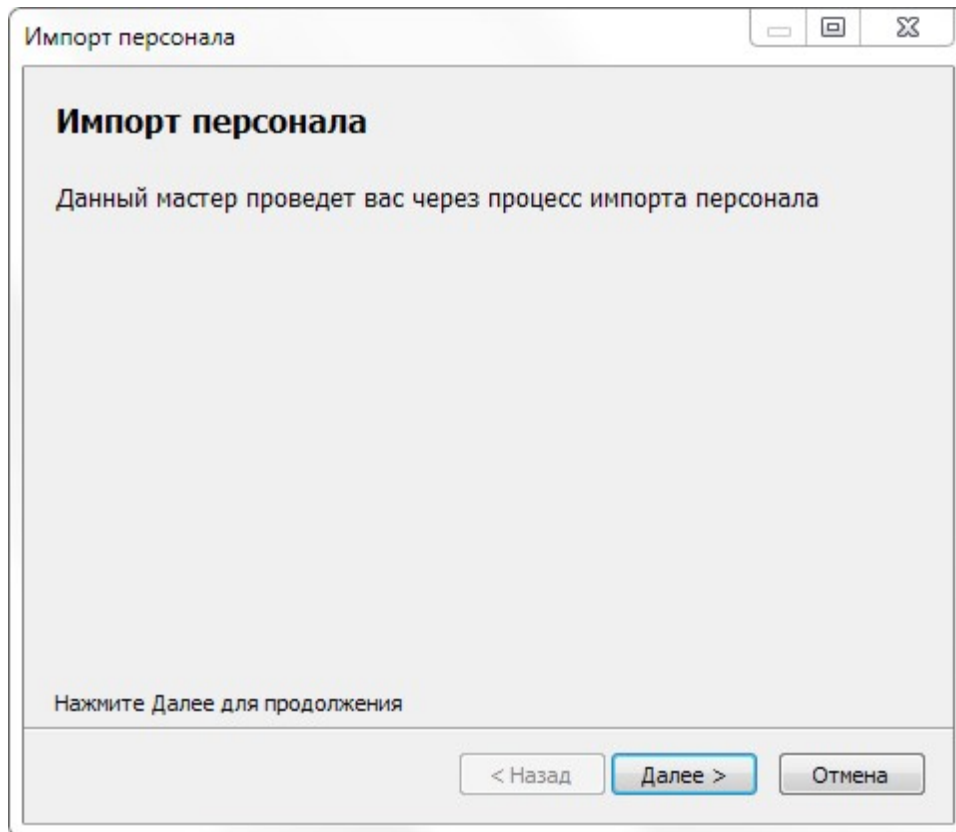 Импорт персонала
Импорт персонала
Данный мастер проведет вас через процесс импорта персонала
Нажмите Далее для продолжения
< Назад Далее > Отмена